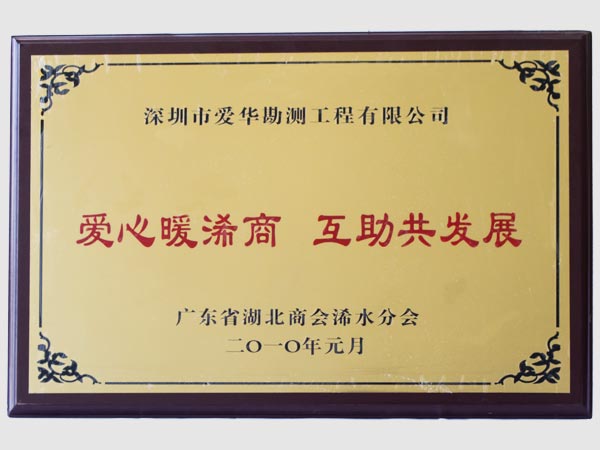 深圳市爱华勘测工程有限公司
爱心暖浠商 互助共发展
广东省湖北商会浠水分会
二〇一〇年元月